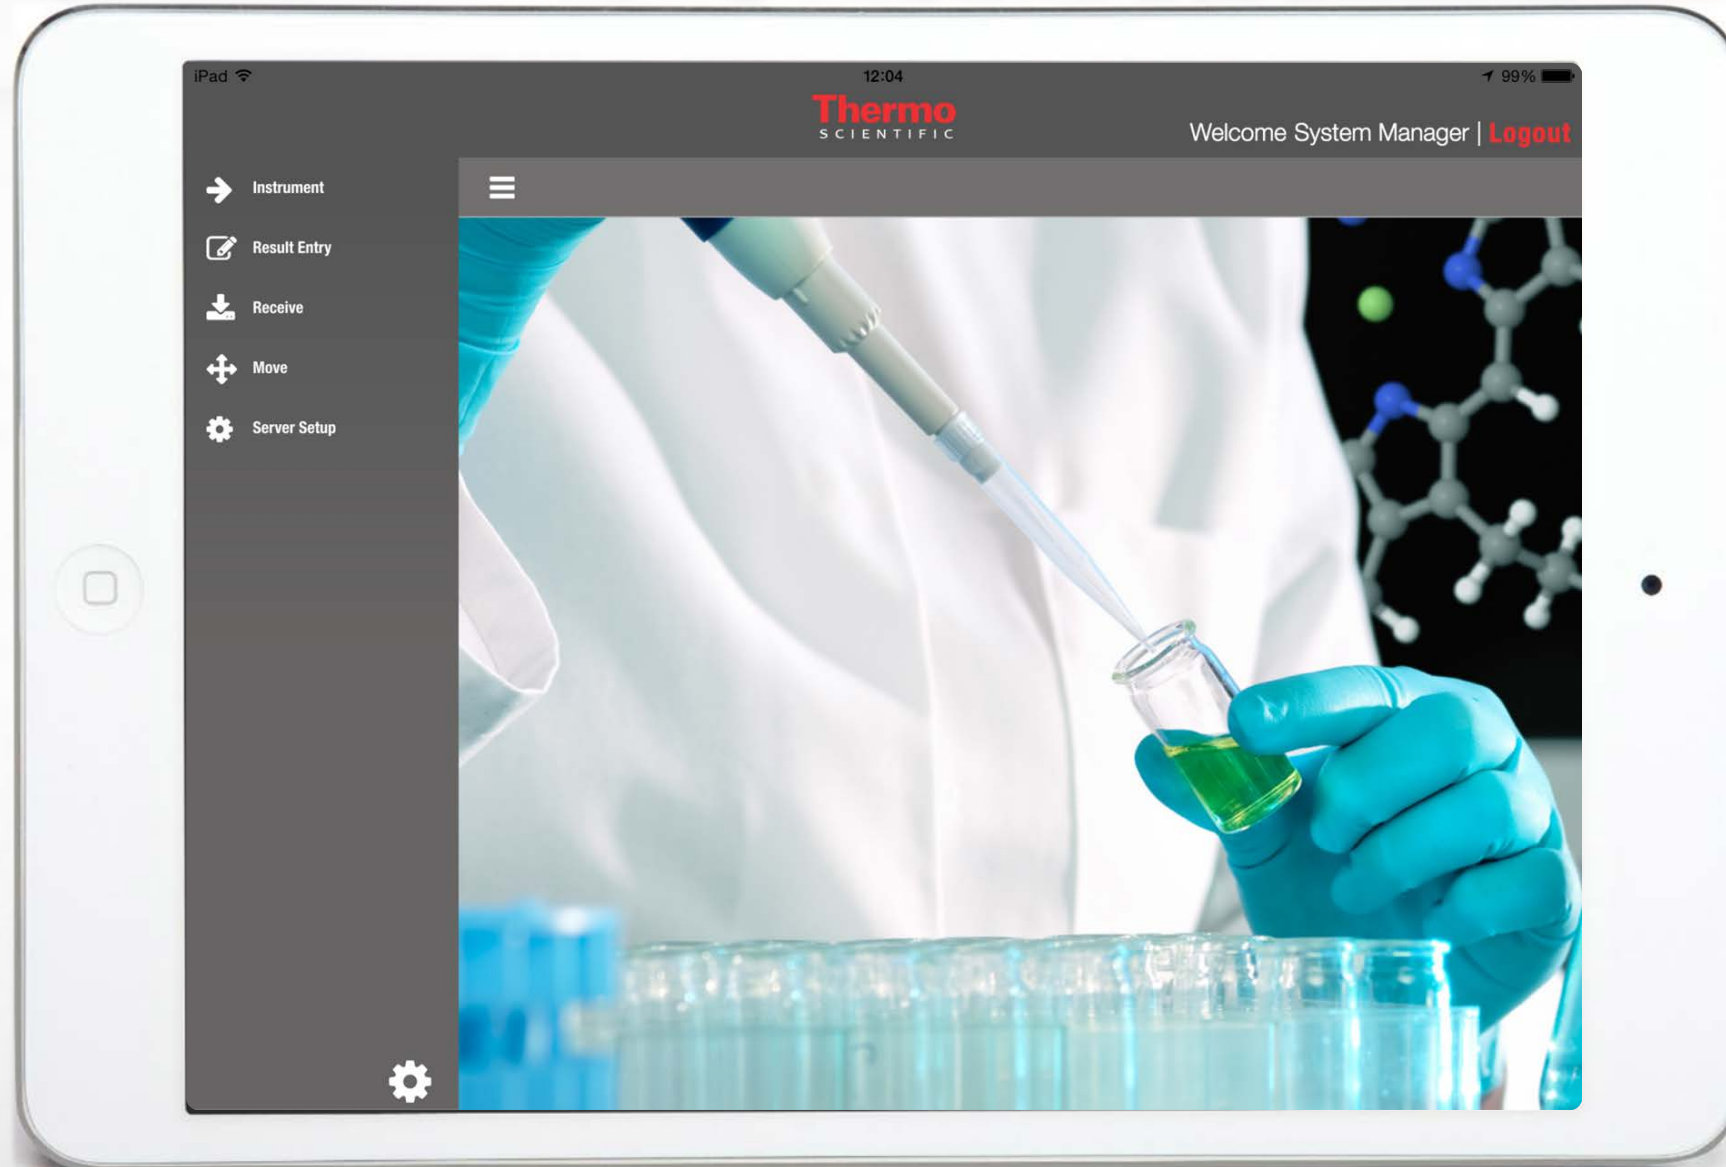 iPad
12:04
99%
Thermo
SCIENTIFIC
Welcome System Manager | Logout
Instrument
Result Entry
Receive
Move
Server Setup